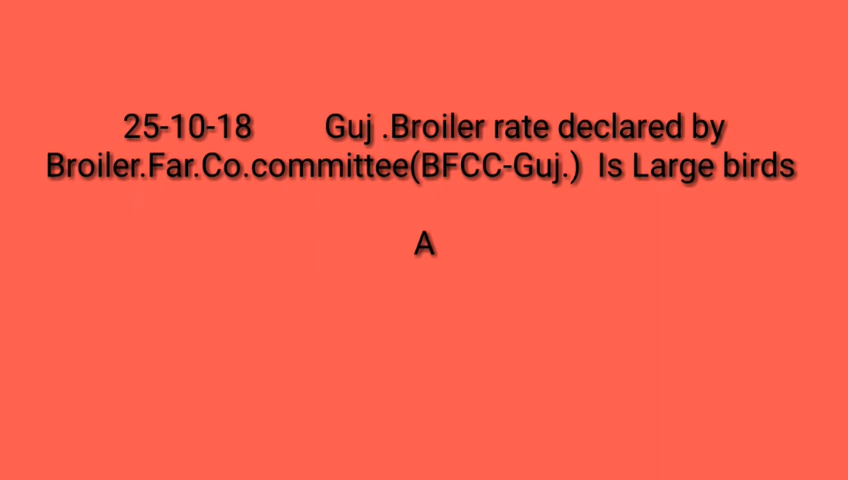 25-10-18 Guj .Broiler rate declared by
Broiler.Far.Co.committee(BFCC-Guj.) Is Large birds
A